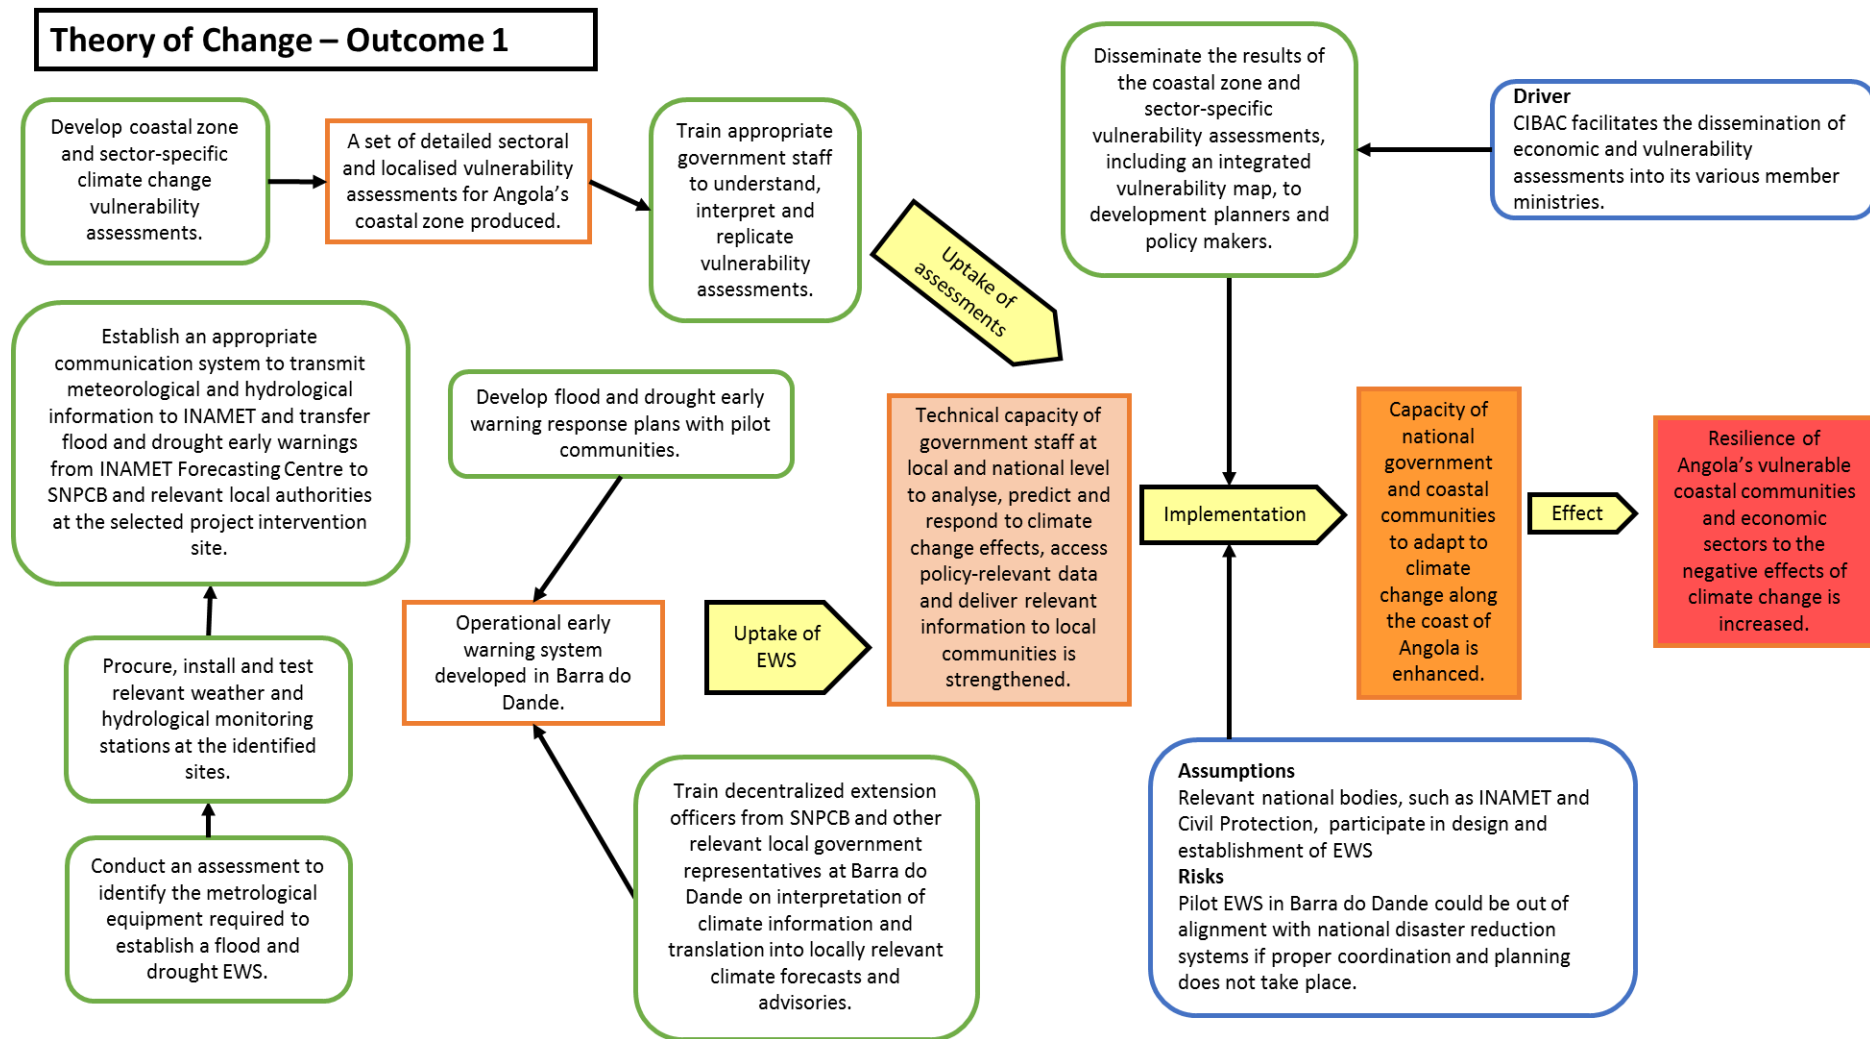 Theory of Change – Outcome 1
Develop coastal zone
and sector-specific
climate change
vulnerability
assessments.
A set of detailed sectoral
and localised vulnerability
assessments for Angola's
coastal zone produced.
Train appropriate
government staff
to understand,
interpret and
replicate
vulnerability
assessments.
Uptake of
assessments
Disseminate the results of
the coastal zone and
sector-specific
vulnerability assessments,
including an integrated
vulnerability map, to
development planners and
policy makers.
Driver
CIBAC facilitates the dissemination of
economic and vulnerability
assessments into its various member
ministries.
Establish an appropriate
communication system to transmit
meteorological and hydrological
information to INAMET and transfer
flood and drought early warnings
from INAMET Forecasting Centre to
SNPCB and relevant local authorities
at the selected project intervention
site.
Develop flood and drought early
warning response plans with pilot
communities.
Procure, install and test
relevant weather and
hydrological monitoring
stations at the identified
sites.
Conduct an assessment to
identify the metrological
equipment required to
establish a flood and
drought EWS.
Operational early
warning system
developed in Barra do
Dande.
Train decentralized extension
officers from SNPCB and other
relevant local government
representatives at Barra do
Dande on interpretation of
climate information and
translation into locally relevant
climate forecasts and
advisories.
Uptake of
EWS
Technical capacity of
government staff at
local and national level
to analyse, predict and
respond to climate
change effects, access
policy-relevant data
and deliver relevant
information to local
communities is
strengthened.
Implementation
Capacity of
national
government
and coastal
communities
to adapt to
climate
change along
the coast of
Angola is
enhanced.
Effect
Resilience of
Angola's vulnerable
coastal communities
and economic
sectors to the
negative effects of
climate change is
increased.
Assumptions
Relevant national bodies, such as INAMET and
Civil Protection, participate in design and
establishment of EWS
Risks
Pilot EWS in Barra do Dande could be out of
alignment with national disaster reduction
systems if proper coordination and planning
does not take place.